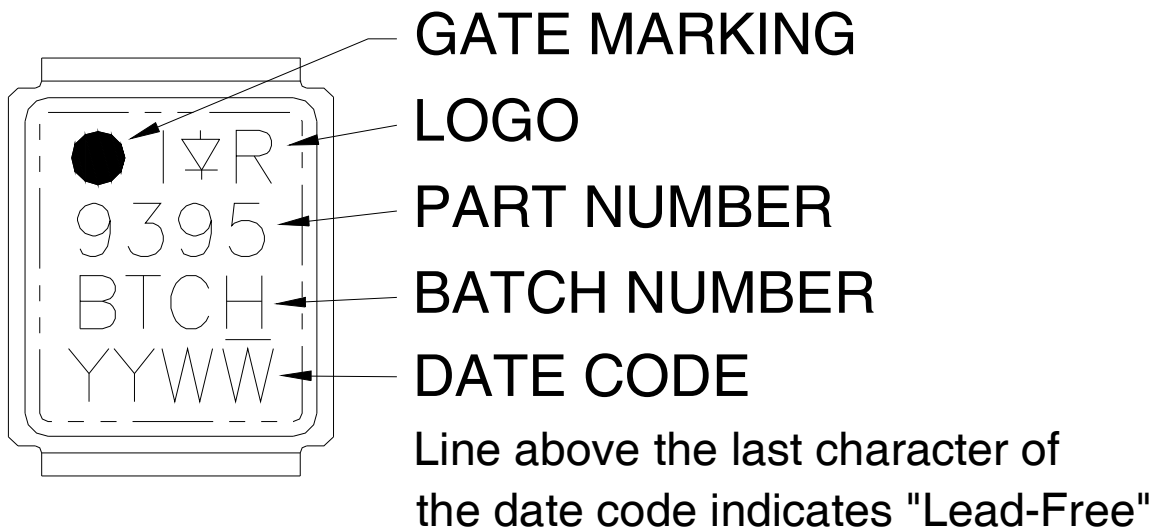 GATE MARKING
I R
LOGO
9395
PART NUMBER
BTCH
BATCH NUMBER
YYWW
DATE CODE
Line above the last character of
the date code indicates "Lead-Free"